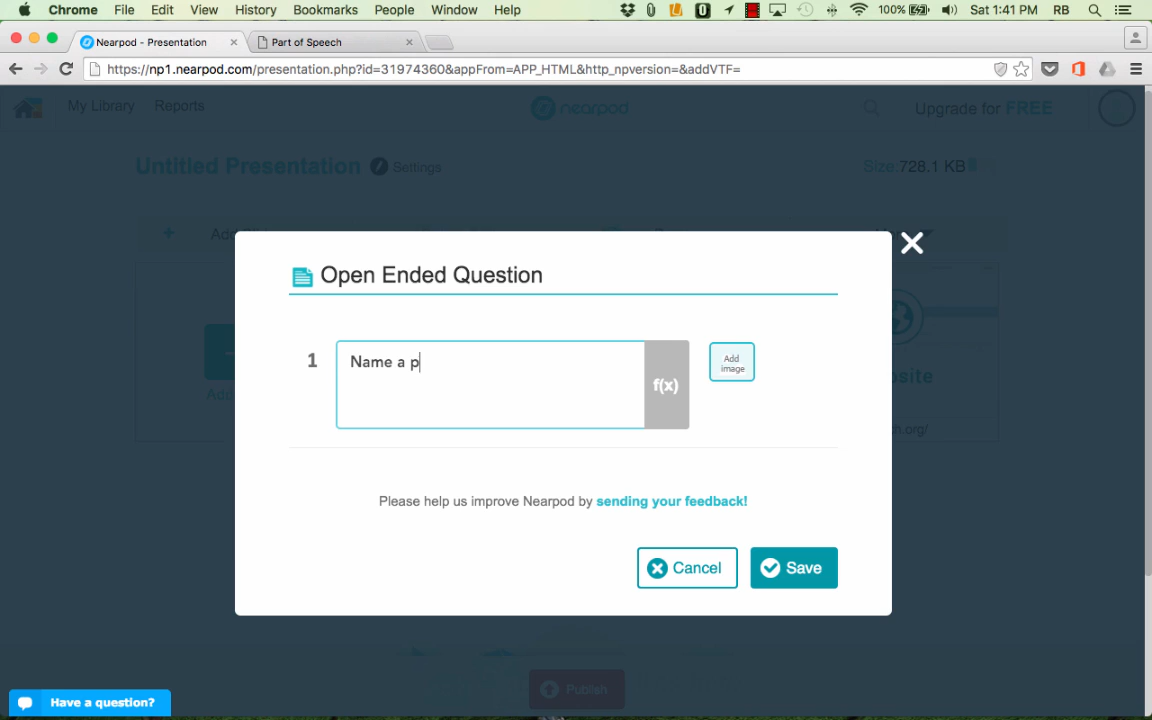 Chrome File Edit View History Bookmarks People Window Help 100% Sat 1:41 PM RB
Nearpod - Presentation Part of Speech
https://np1.nearpod.com/presentation.php?id=31974360&appFrom=APP_HTML&http_npversion=&addVTF=
My Library Reports nearpod Upgrade for FREE
Untitled Presentation Settings Size:728.1 KB
Open Ended Question
1 Name a p f(x) Add
image
Please help us improve Nearpod by sending your feedback!
Cancel Save
Publish
Have a question?